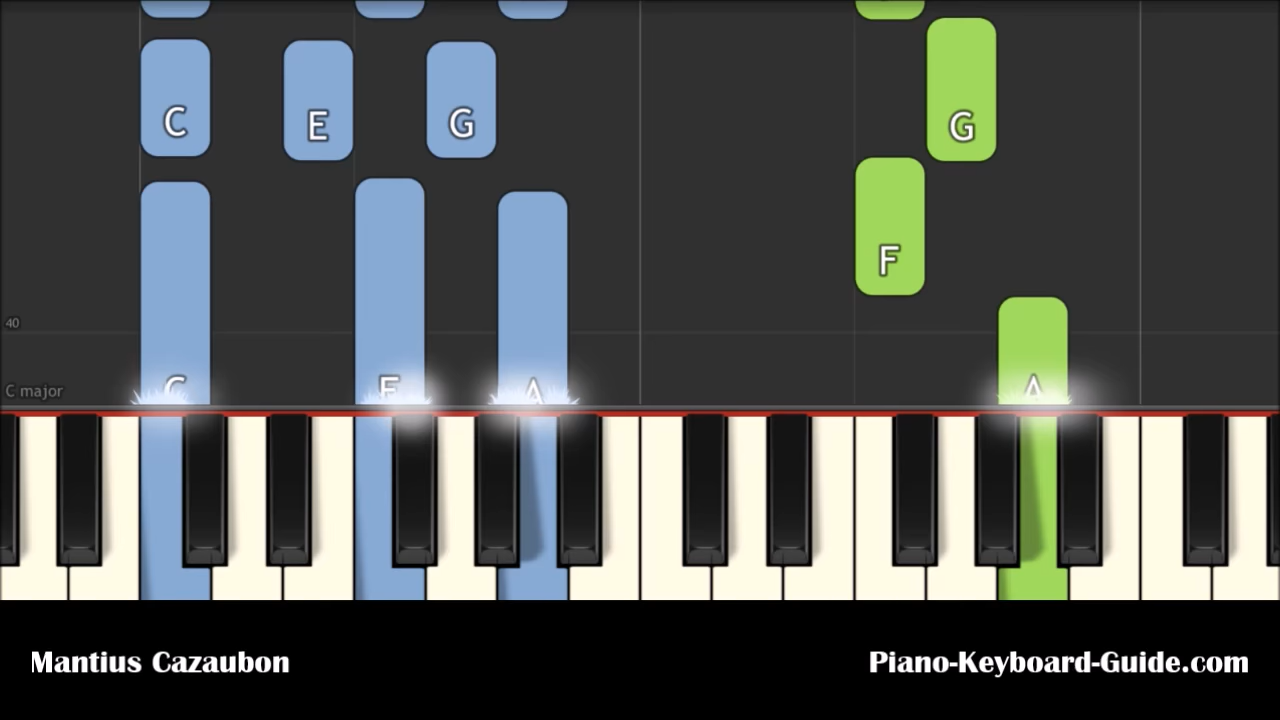 C E G
G
F
40
C major
C F A A
Mantius Cazaubon
Piano-Keyboard-Guide.com